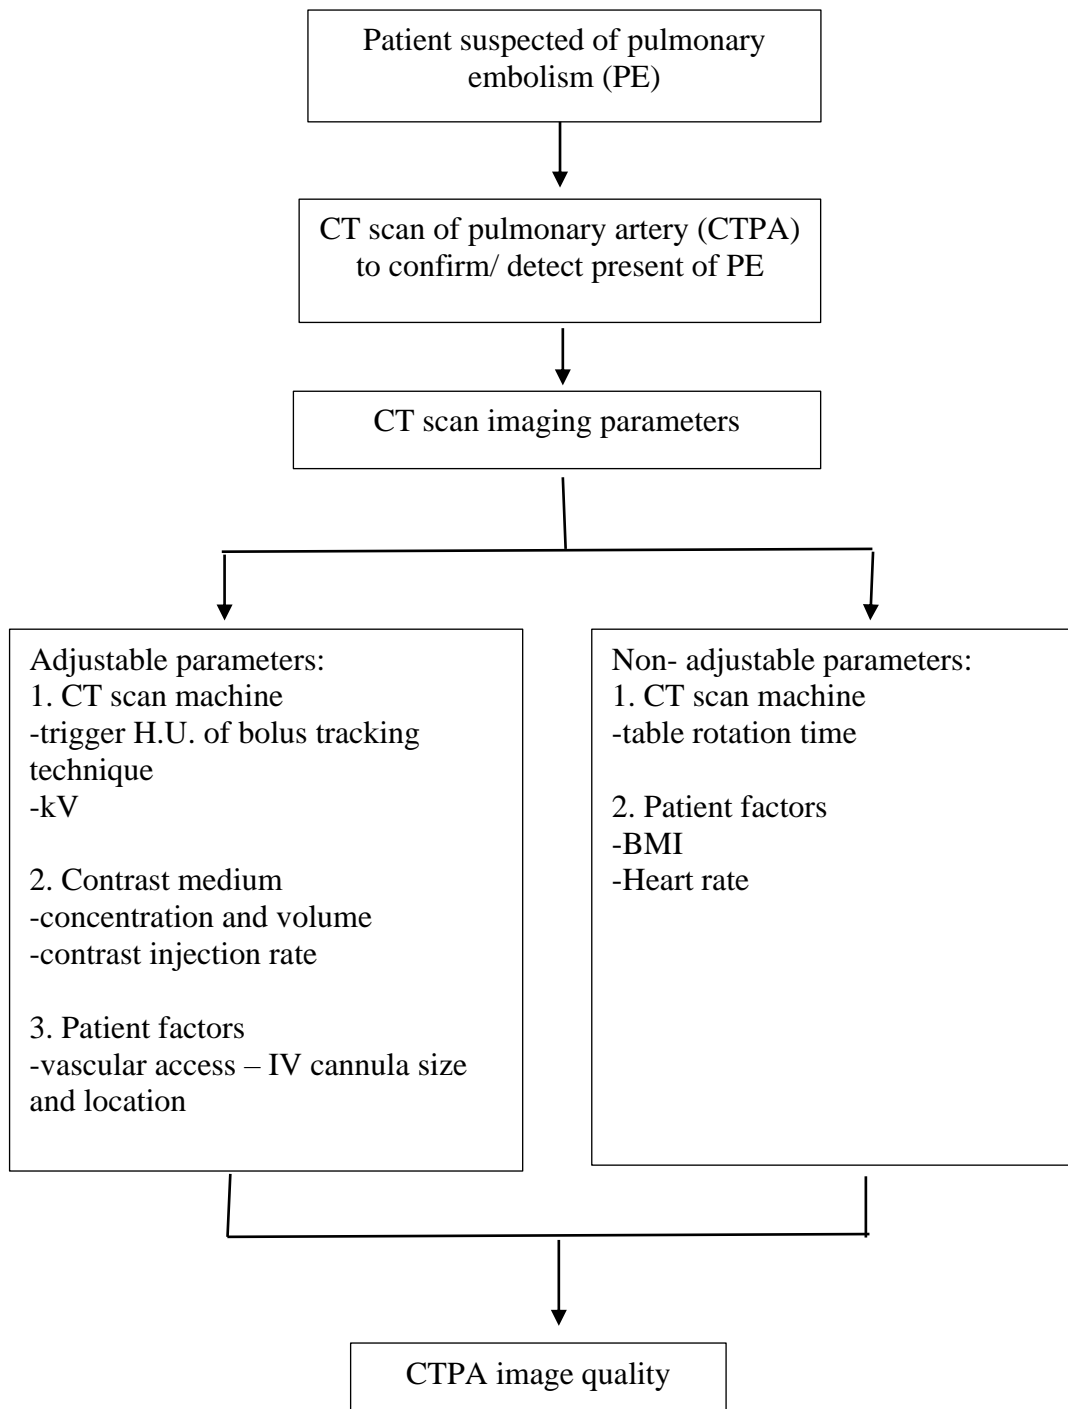 Patient suspected of pulmonary
embolism (PE)
CT scan of pulmonary artery (CTPA)
to confirm/ detect present of PE
CT scan imaging parameters
Adjustable parameters:
1. CT scan machine
-trigger H.U. of bolus tracking
technique
-kV
2. Contrast medium
-concentration and volume
-contrast injection rate
3. Patient factors
-vascular access – IV cannula size
and location
Non- adjustable parameters:
1. CT scan machine
-table rotation time
2. Patient factors
-BMI
-Heart rate
CTPA image quality